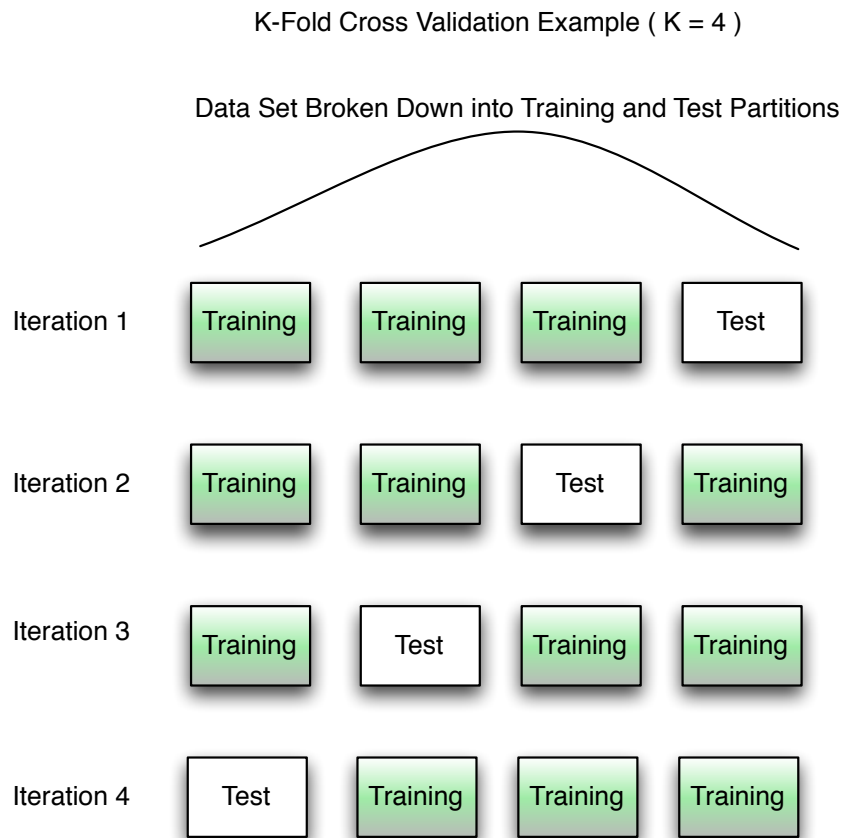 K-Fold Cross Validation Example ( K = 4 )
Data Set Broken Down into Training and Test Partitions
Iteration 1 Training Training Training Test
Iteration 2 Training Training Test Training
Iteration 3 Training Test Training Training
Iteration 4 Test Training Training Training